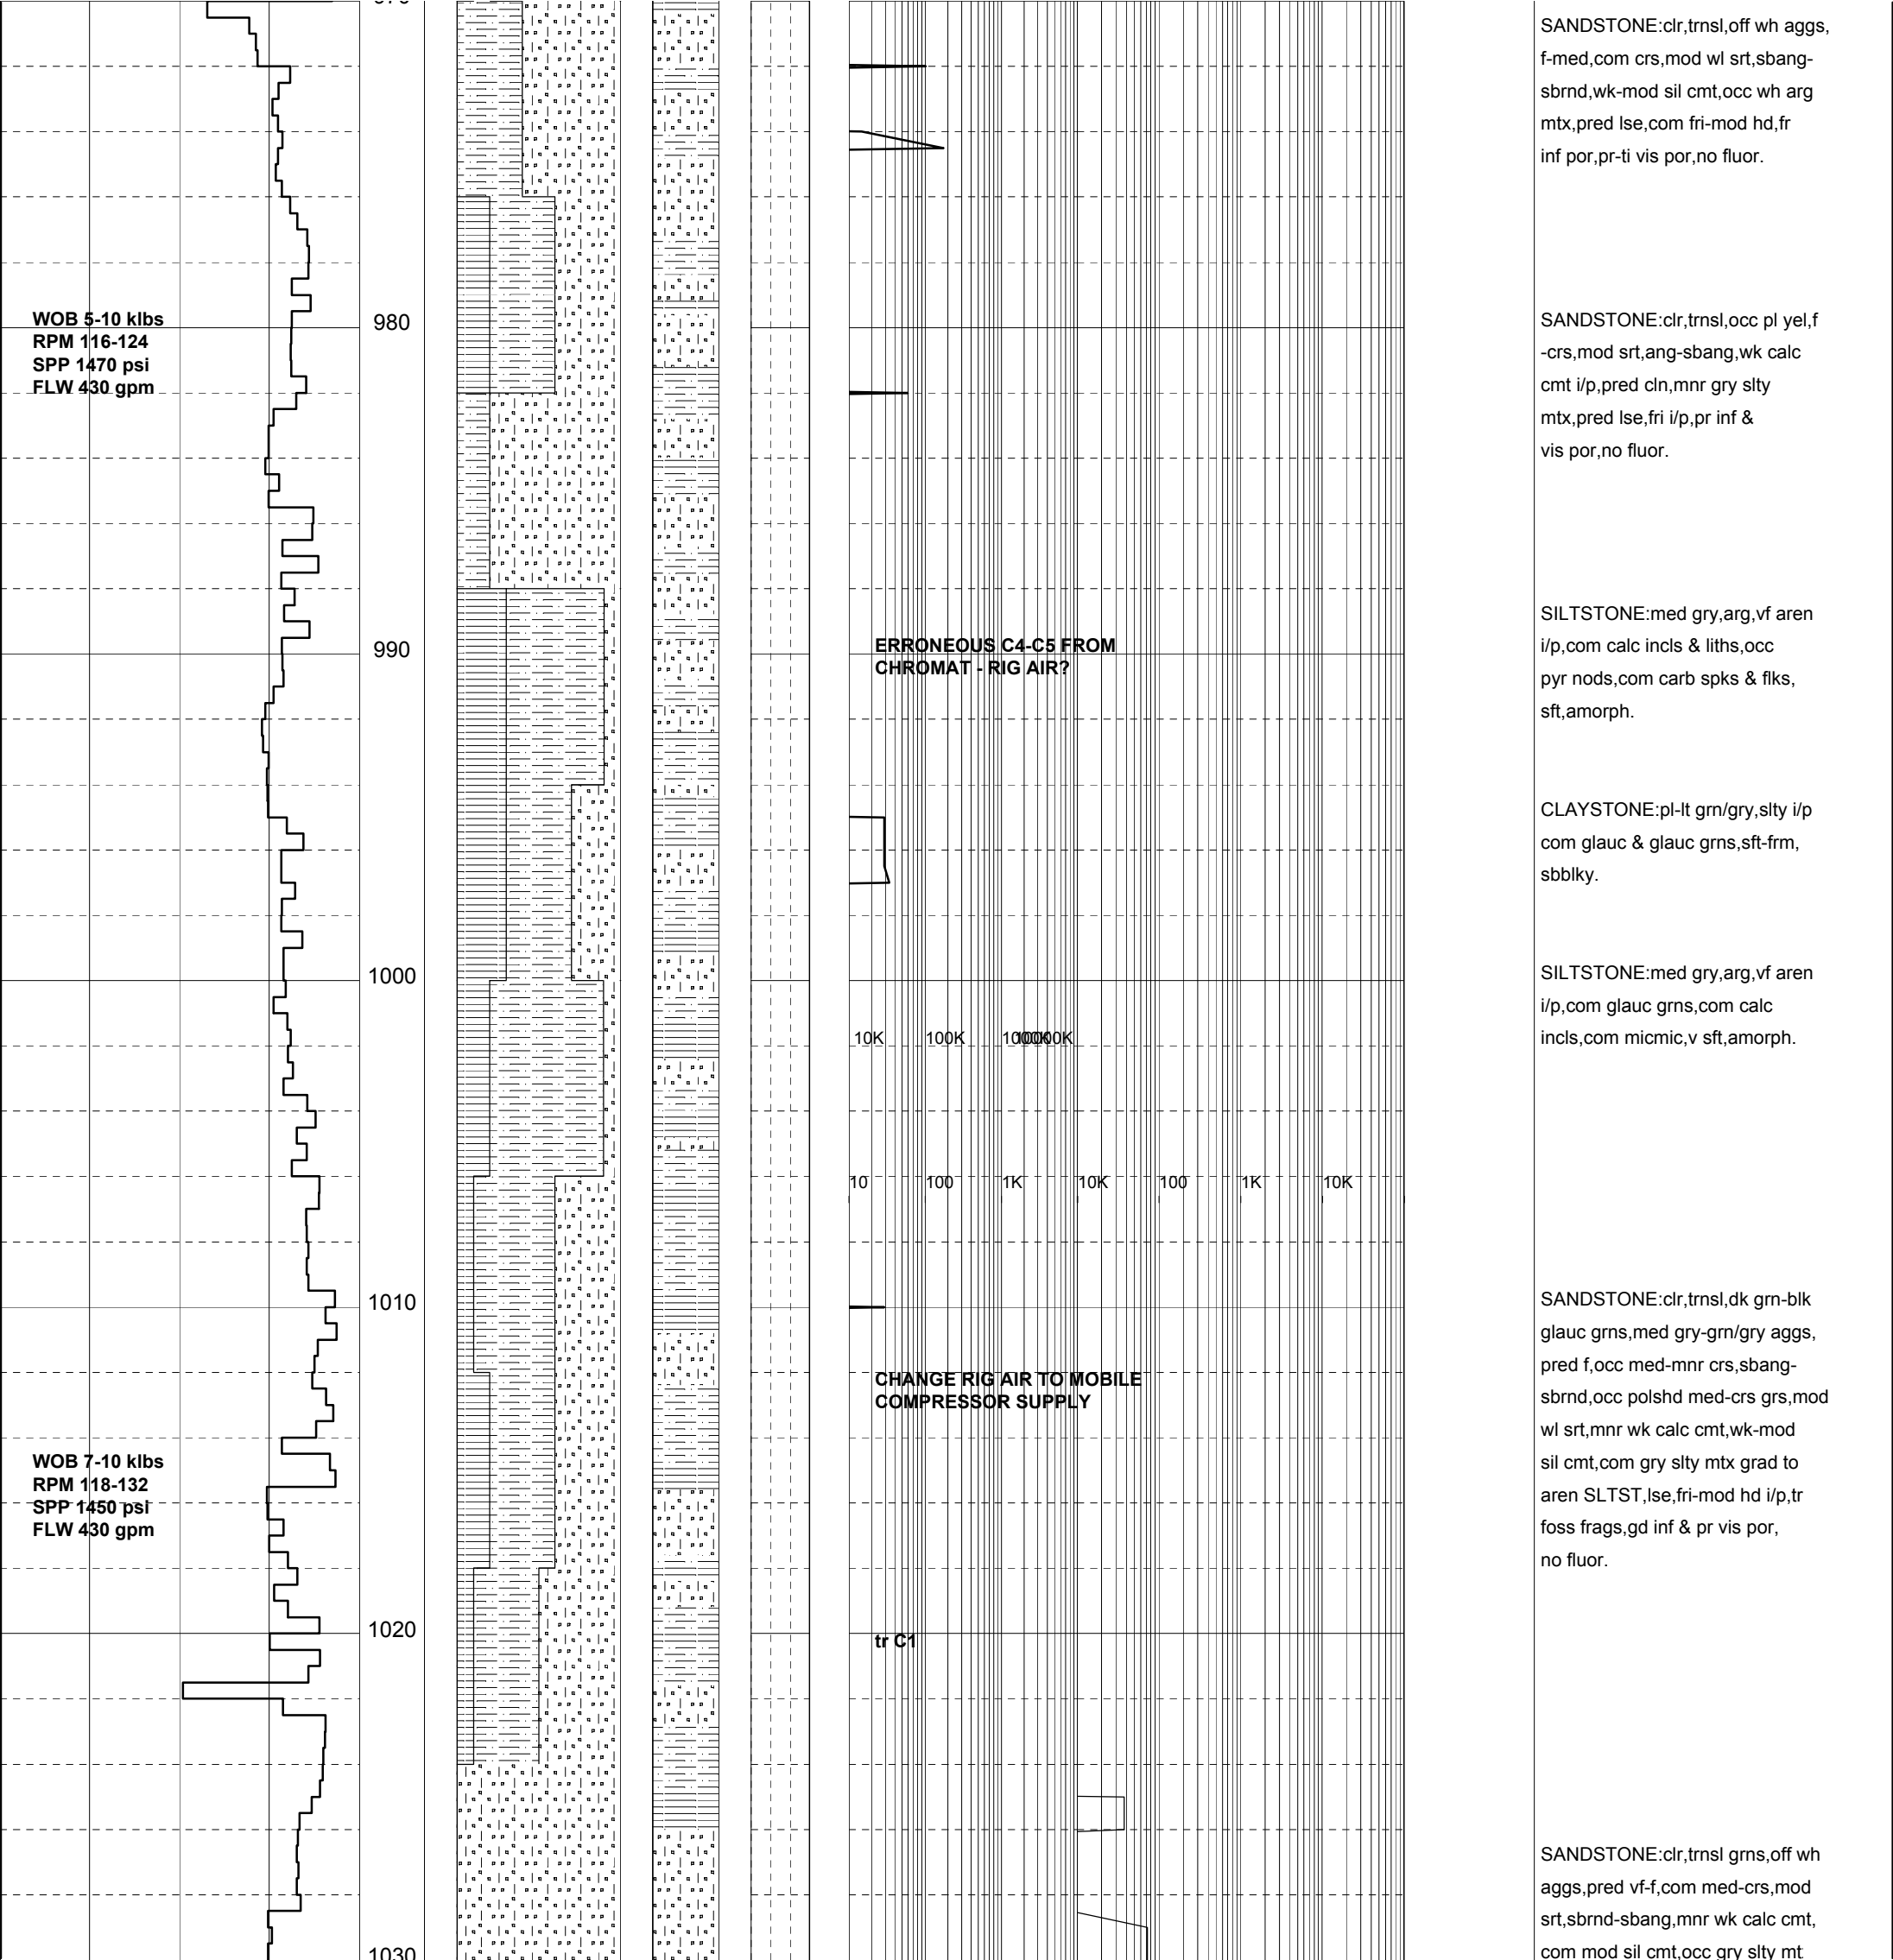 970
SANDSTONE:clr,trnsl,off wh aggs,
f-med,com crs,mod wl srt,sbang-
sbrnd,wk-mod sil cmt,occ wh arg
mtx,pred lse,com fri-mod hd,fr
inf por,pr-ti vis por,no fluor.
WOB 5-10 klbs
RPM 116-124
SPP 1470 psi
FLW 430 gpm
980
SANDSTONE:clr,trnsl,occ pl yel,f
-crs,mod srt,ang-sbang,wk calc
cmt i/p,pred cln,mnr gry slty
mtx,pred lse,fri i/p,pr inf &
vis por,no fluor.
990
ERRONEOUS C4-C5 FROM
CHROMAT - RIG AIR?
SILTSTONE:med gry,arg,vf aren
i/p,com calc incls & liths,occ
pyr nods,com carb spks & flks,
sft,amorph.
CLAYSTONE:pl-lt grn/gry,slty i/p
com glauc & glauc grns,sft-frm,
sbblky.
1000
SILTSTONE:med gry,arg,vf aren
i/p,com glauc grns,com calc
incls,com micmic,v sft,amorph.
10K 100K
10 100 1K 10K 100 1K 10K
1010
CHANGE RIG AIR TO MOBILE
COMPRESSOR SUPPLY
SANDSTONE:clr,trnsl,dk grn-blk
glauc grns,med gry-grn/gry aggs,
pred f,occ med-mnr crs,sbang-
sbrnd,occ polshd med-crs grs,mod
wl srt,mnr wk calc cmt,wk-mod
sil cmt,com gry slty mtx grad to
aren SLTST,lse,fri-mod hd i/p,tr
foss frags,gd inf & pr vis por,
no fluor.
WOB 7-10 klbs
RPM 118-132
SPP 1450 psi
FLW 430 gpm
1020
tr C1
SANDSTONE:clr,trnsl grns,off wh
aggs,pred vf-f,com med-crs,mod
srt,sbrnd-sbang,mnr wk calc cmt,
com mod sil cmt,occ gry slty mt
1030